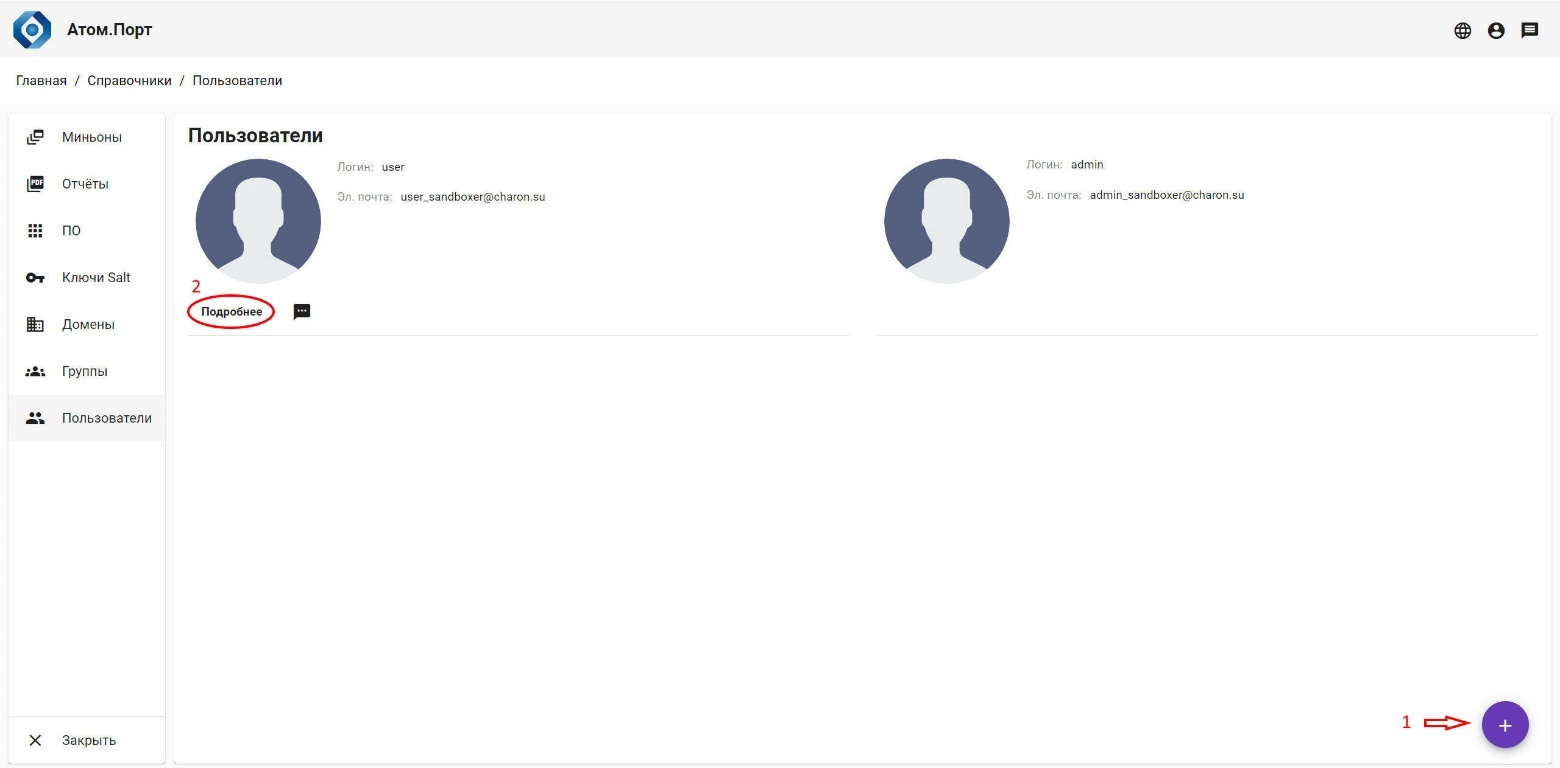 Атом.Порт
Главная / Справочники / Пользователи
Миньоны
Отчёты
PDF
ПО
Ключи Salt
Домены
Группы
Пользователи
Закрыть
Пользователи
Логин: user
Эл. почта: user_sandboxer@charon.su
2
Подробнее
Логин: admin
Эл. почта: admin_sandboxer@charon.su
1
+